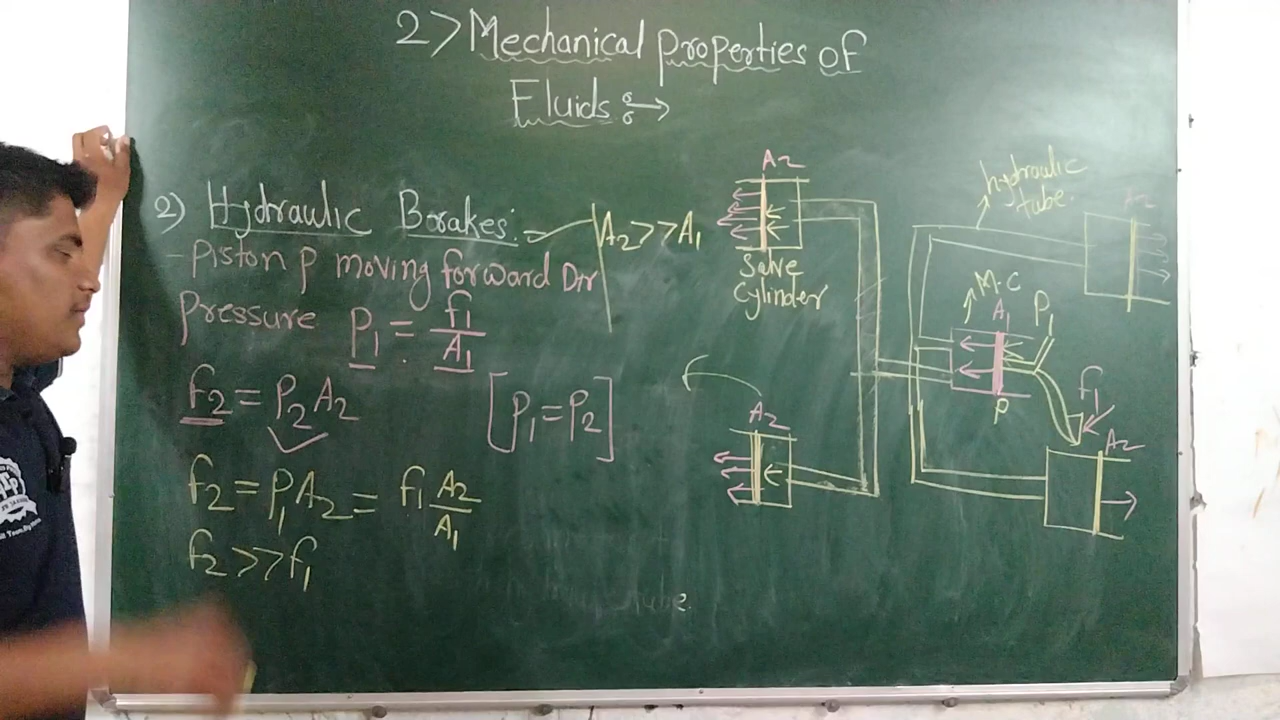 2> Mechanical Properties of
Fluids :→
2) Hydraulic Brakes:-
A2>>A1
- Piston P moving forward Dir
Pressure P1 = f1/A1
f2 = P2 A2 [P1 = P2]
f2 = P1 A2 = f1 A2/A1
f2 >> f1
A2
Salve
Cylinder
A2
hydraulic
tube.
A2
M.C
A1
P1
P
f1
A2